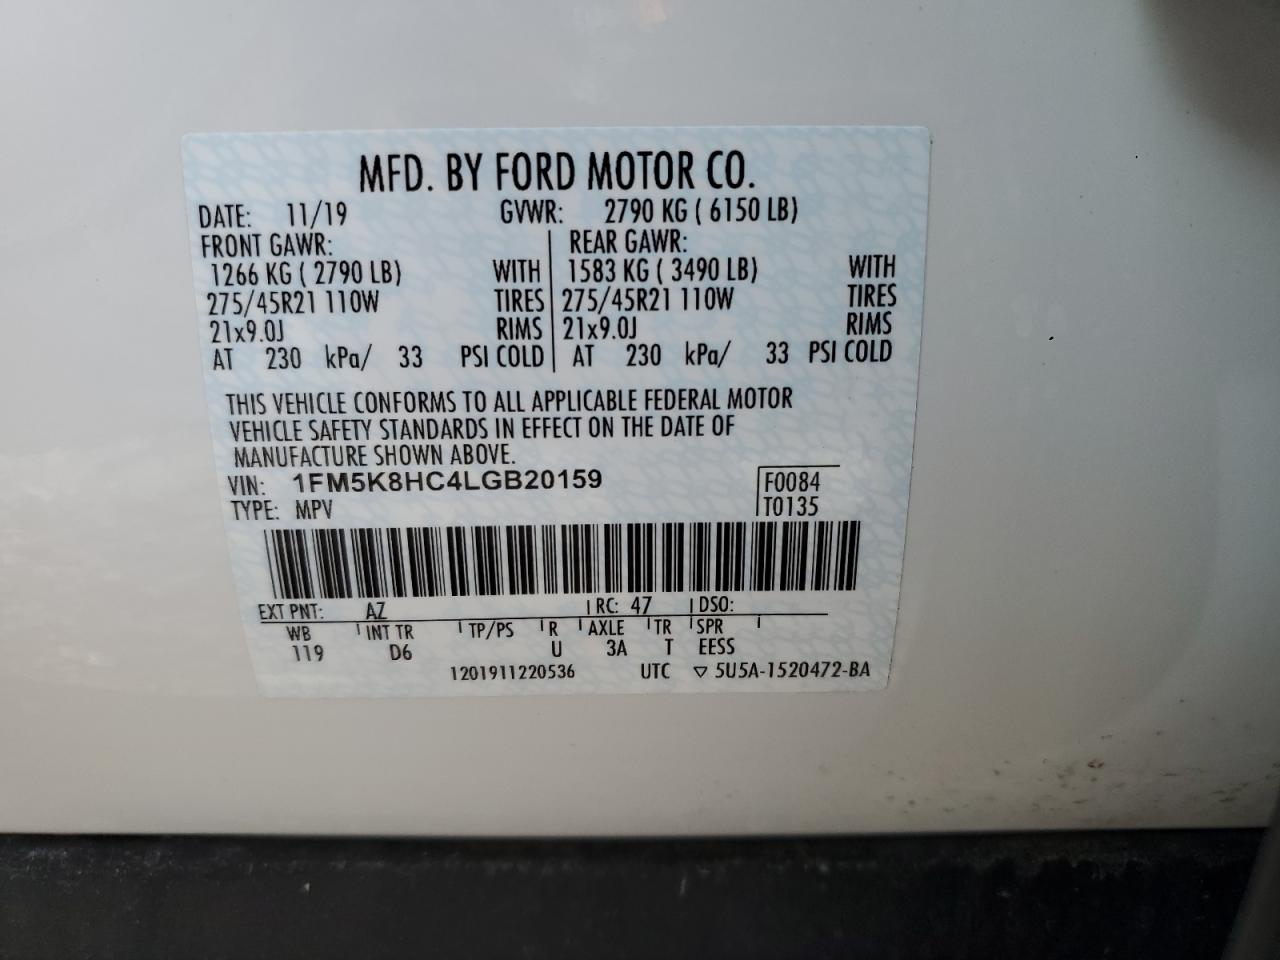 MFD. BY FORD MOTOR CO.
DATE: 11/19 GVWR: 2790 KG ( 6150 LB)
FRONT GAWR: REAR GAWR:
1266 KG ( 2790 LB) WITH 1583 KG ( 3490 LB) WITH
275/45R21 110W TIRES 275/45R21 110W TIRES
21x9.0J RIMS 21x9.0J RIMS
AT 230 kPa/ 33 PSI COLD AT 230 kPa/ 33 PSI COLD
THIS VEHICLE CONFORMS TO ALL APPLICABLE FEDERAL MOTOR
VEHICLE SAFETY STANDARDS IN EFFECT ON THE DATE OF
MANUFACTURE SHOWN ABOVE.
VIN: 1FM5K8HC4LGB20159 F0084
TYPE: MPV T0135
EXT PNT: AZ RC: 47 DSO:
WB INT TR TP/PS R AXLE TR SPR
119 D6 U 3A T EESS
1201911220536 UTC ▽ 5U5A-1520472-BA